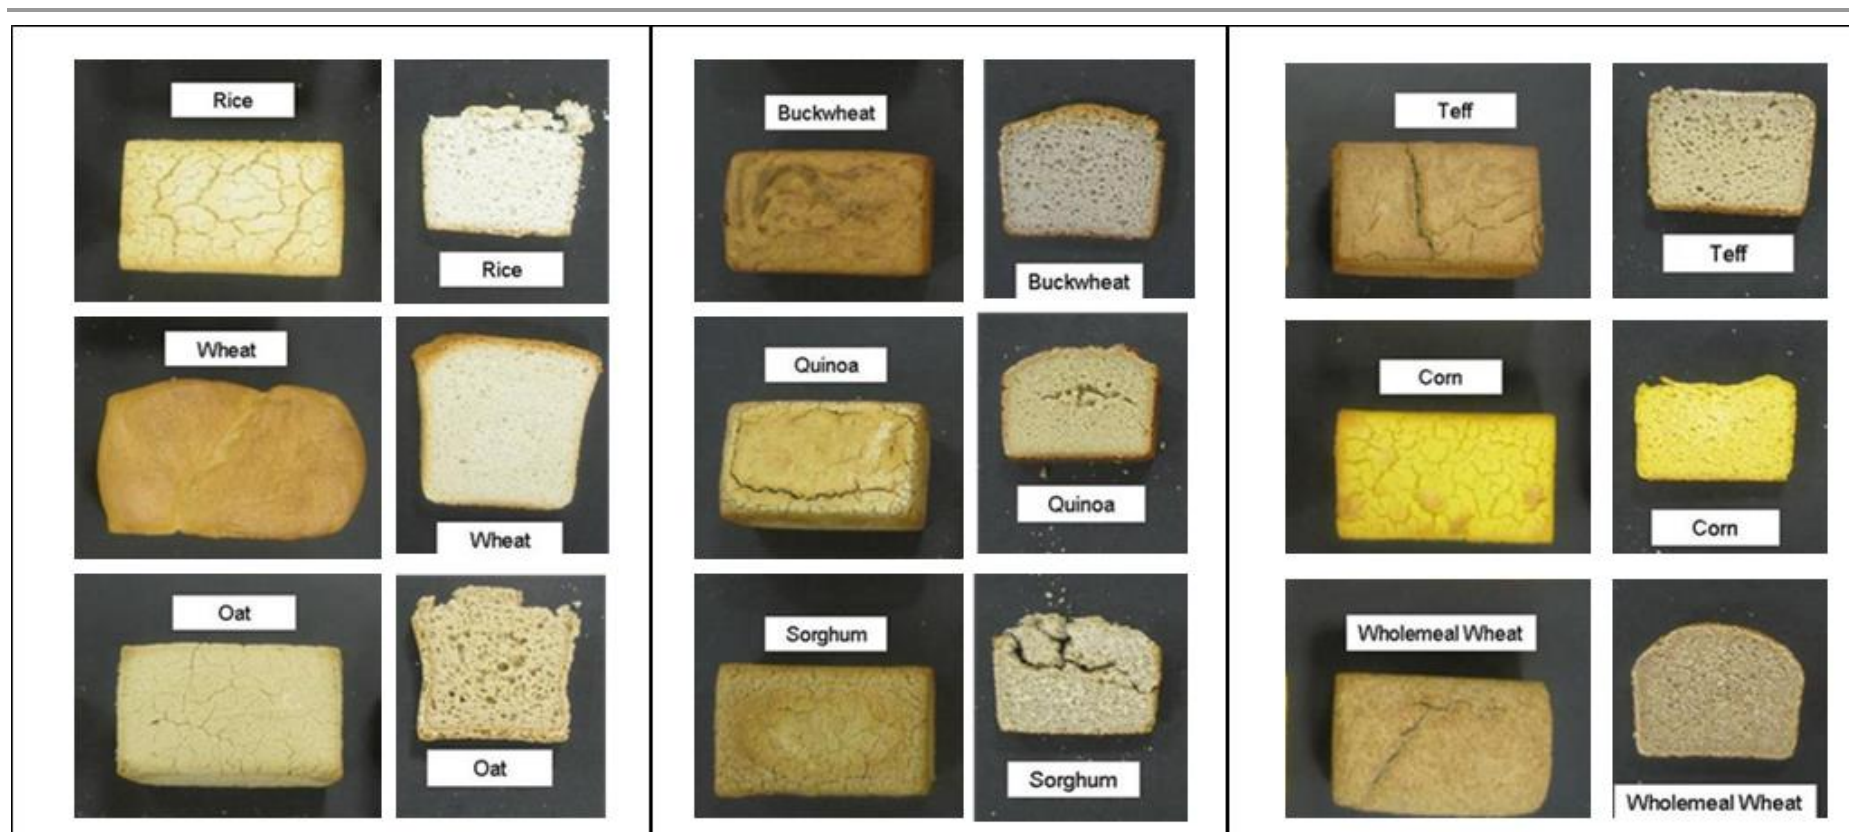 Rice
Rice
Wheat
Wheat
Oat
Oat
Buckwheat
Buckwheat
Quinoa
Quinoa
Sorghum
Sorghum
Teff
Teff
Corn
Corn
Wholemeal Wheat
Wholemeal Wheat